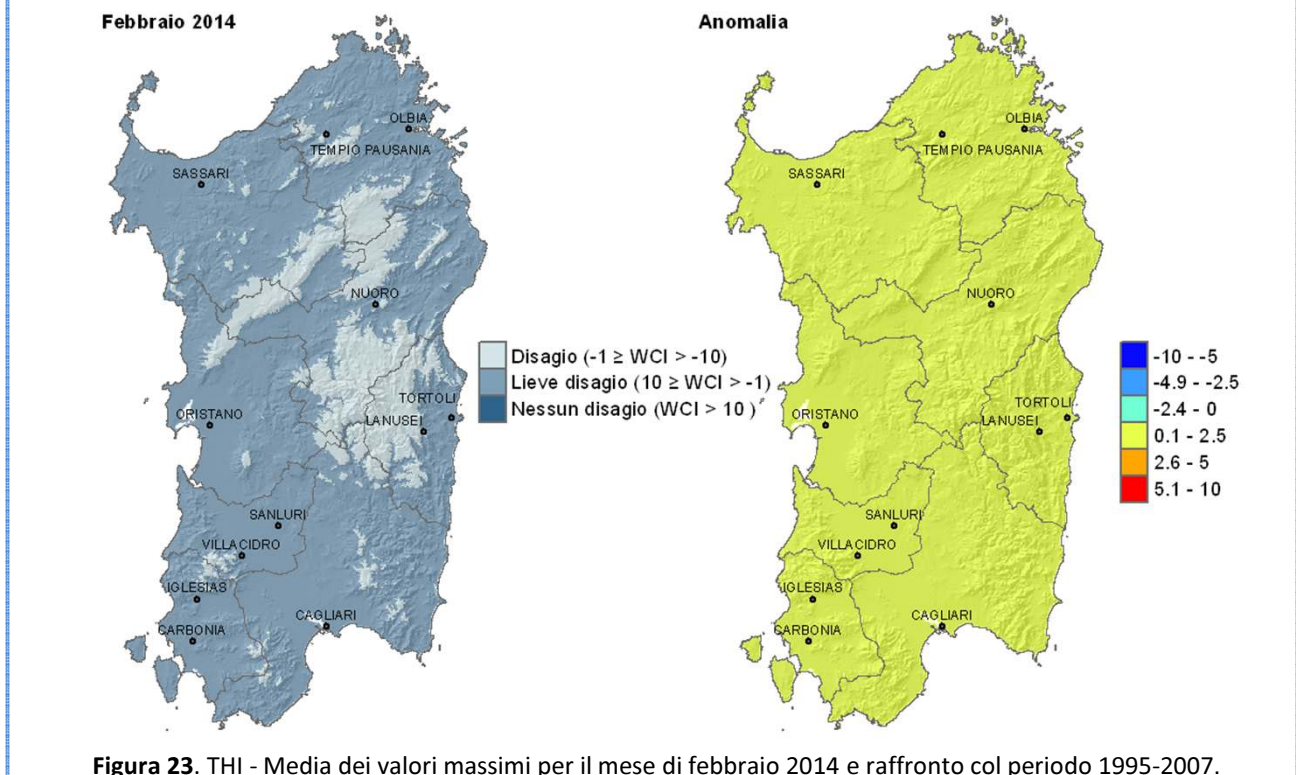 Febbraio 2014
Anomalia
OLBIA
TEMPIO PAUSANIA
SASSARI
NUORO
ORISTANO
TORTOLI
LANUSEI
SANLURI
VILLACIDRO
IGLESIAS
CARBONIA
CAGLIARI
Disagio (-1 ≥ WCI > -10)
Lieve disagio (10 ≥ WCI > -1)
Nessun disagio (WCI > 10 )
OLBIA
TEMPIO PAUSANIA
SASSARI
NUORO
ORISTANO
TORTOLI
LANUSEI
SANLURI
VILLACIDRO
IGLESIAS
CARBONIA
CAGLIARI
-10 - -5
-4.9 - -2.5
-2.4 - 0
0.1 - 2.5
2.6 - 5
5.1 - 10
Figura 23. THI - Media dei valori massimi per il mese di febbraio 2014 e raffronto col periodo 1995-2007.